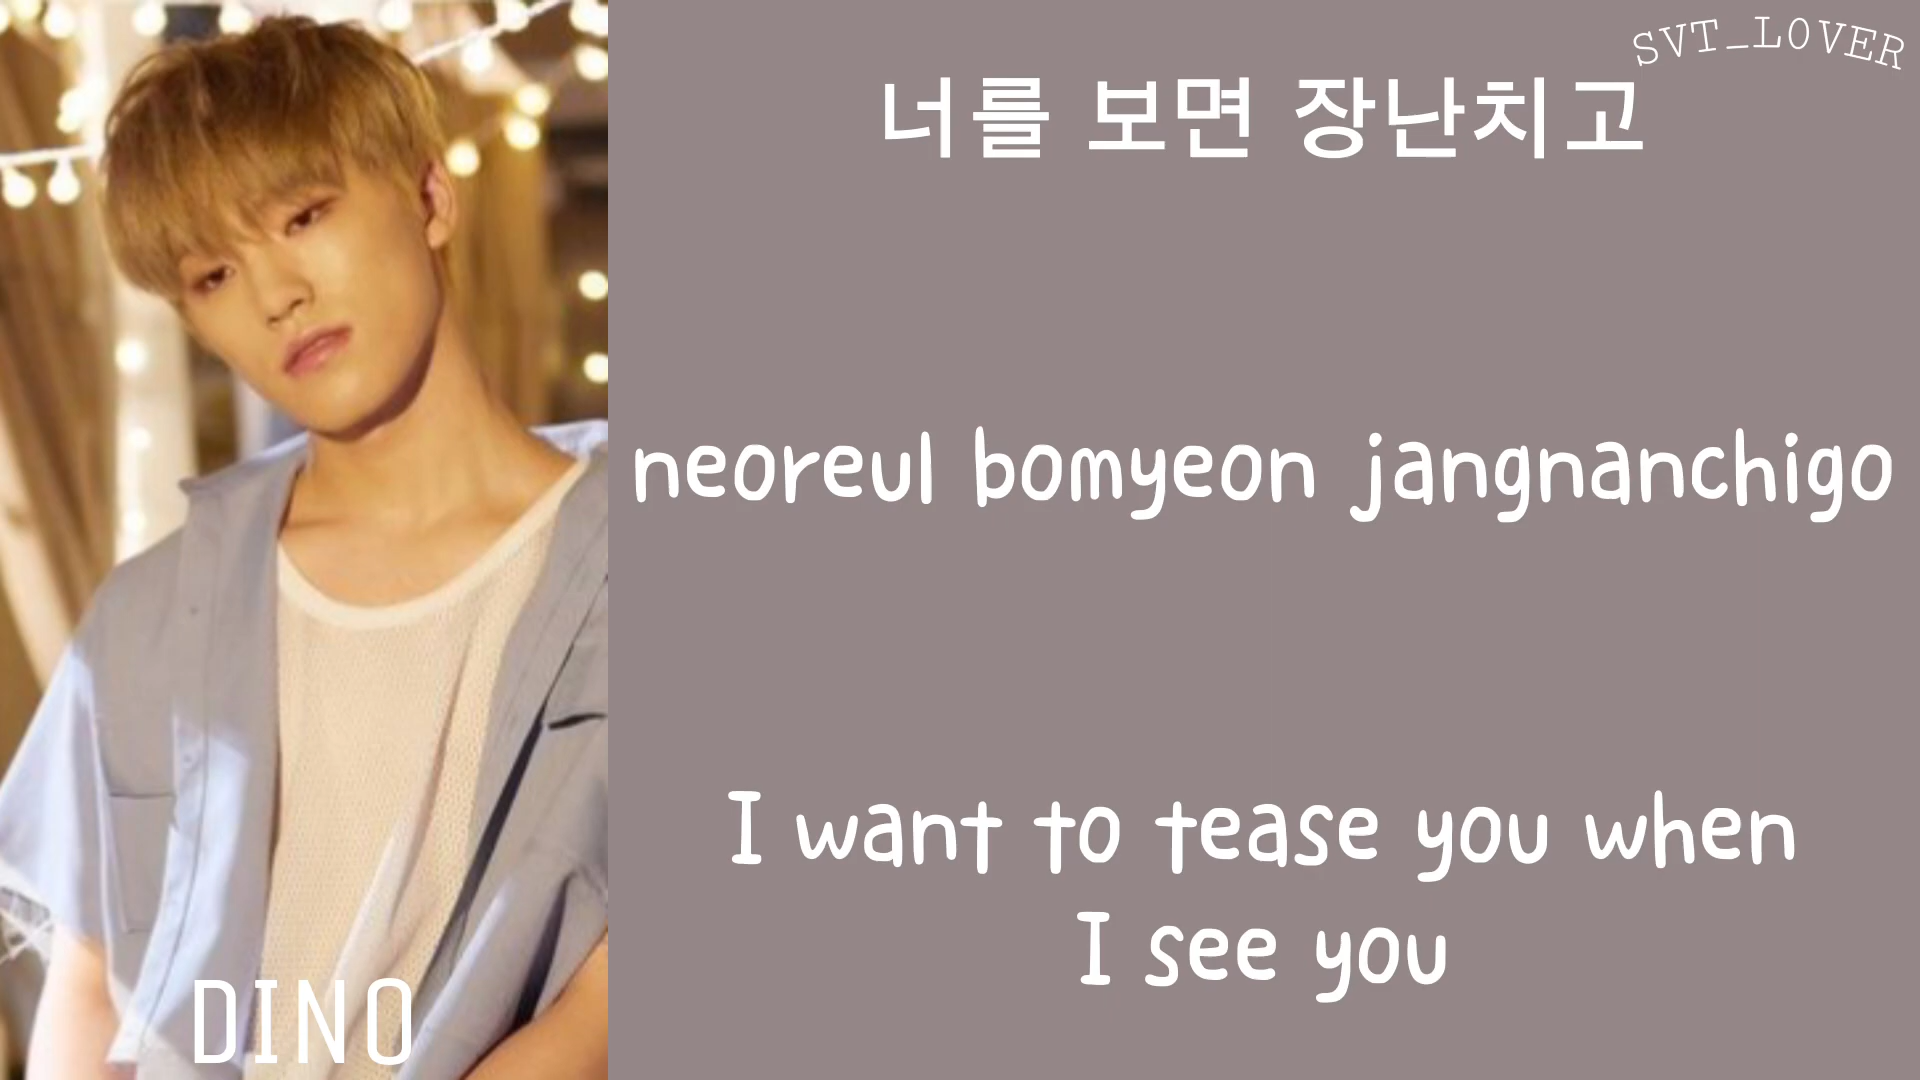 SVT_LOVER
너를 보면 장난치고
neoreul bomyeon jangnanchigo
I want to tease you when
I see you
DINO